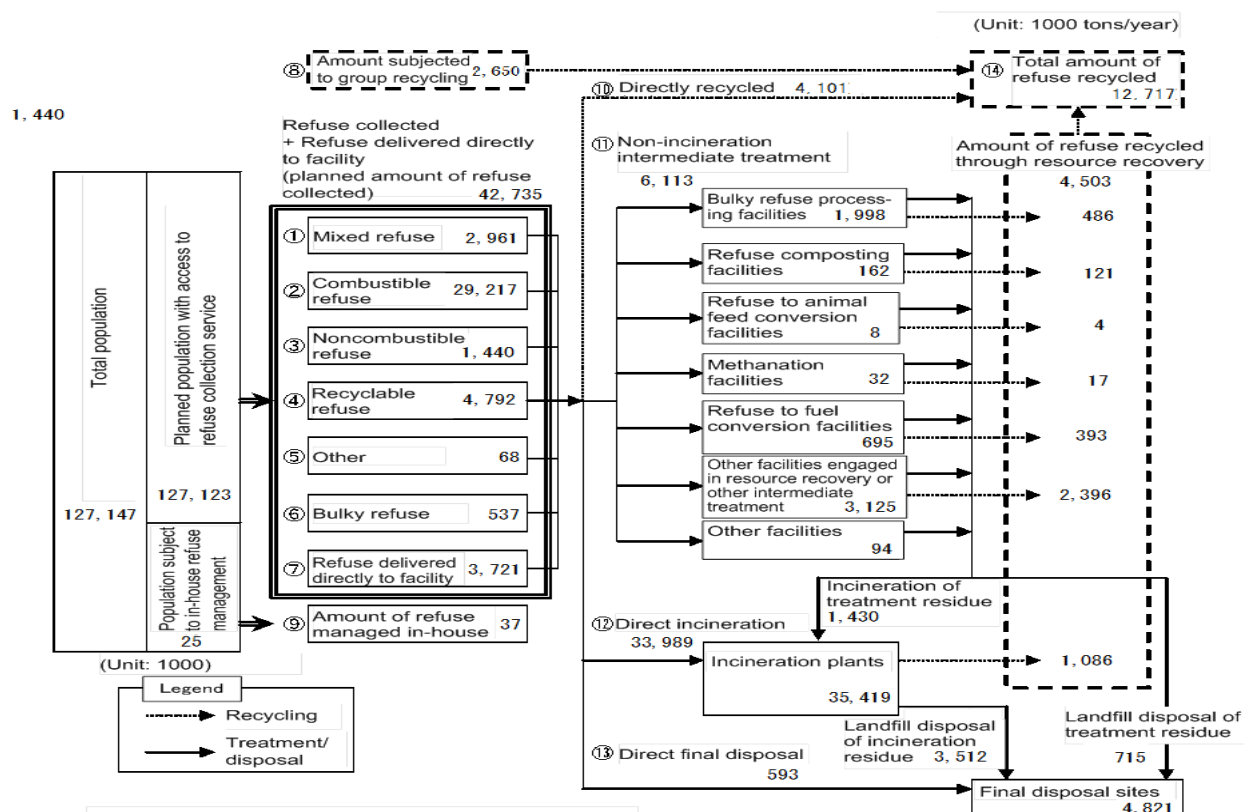 (Unit: 1000 tons/year)
⑧ Amount subjected
to group recycling 2,650
⑭ Total amount of
refuse recycled
12,717
⑩ Directly recycled 4,101
1,440
Refuse collected
+ Refuse delivered directly
to facility
(planned amount of refuse
collected) 42,735
⑪ Non-incineration
intermediate treatment
6,113
Amount of refuse recycled
through resource recovery
4,503
Total population
127,147
Planned population with access to
refuse collection service
127,123
Population subject
to in-house refuse
management
25
(Unit: 1000)
① Mixed refuse 2,961
② Combustible
refuse 29,217
③ Noncombustible
refuse 1,440
④ Recyclable
refuse 4,792
⑤ Other 68
⑥ Bulky refuse 537
⑦ Refuse delivered
directly to facility 3,721
⑨ Amount of refuse
managed in-house 37
Bulky refuse process-
ing facilities 1,998
486
Refuse composting
facilities 162
121
Refuse to animal
feed conversion
facilities 8
4
Methanation
facilities 32
17
Refuse to fuel
conversion facilities
695
393
Other facilities engaged
in resource recovery or
other intermediate
treatment 3,125
2,396
Other facilities
94
Incineration of
treatment residue
1,430
⑫ Direct incineration
33,989
Incineration plants
35,419
1,086
Landfill disposal
of incineration
residue 3,512
Landfill disposal of
treatment residue
715
⑬ Direct final disposal
593
Final disposal sites
4,821
Legend
Recycling
Treatment/
disposal